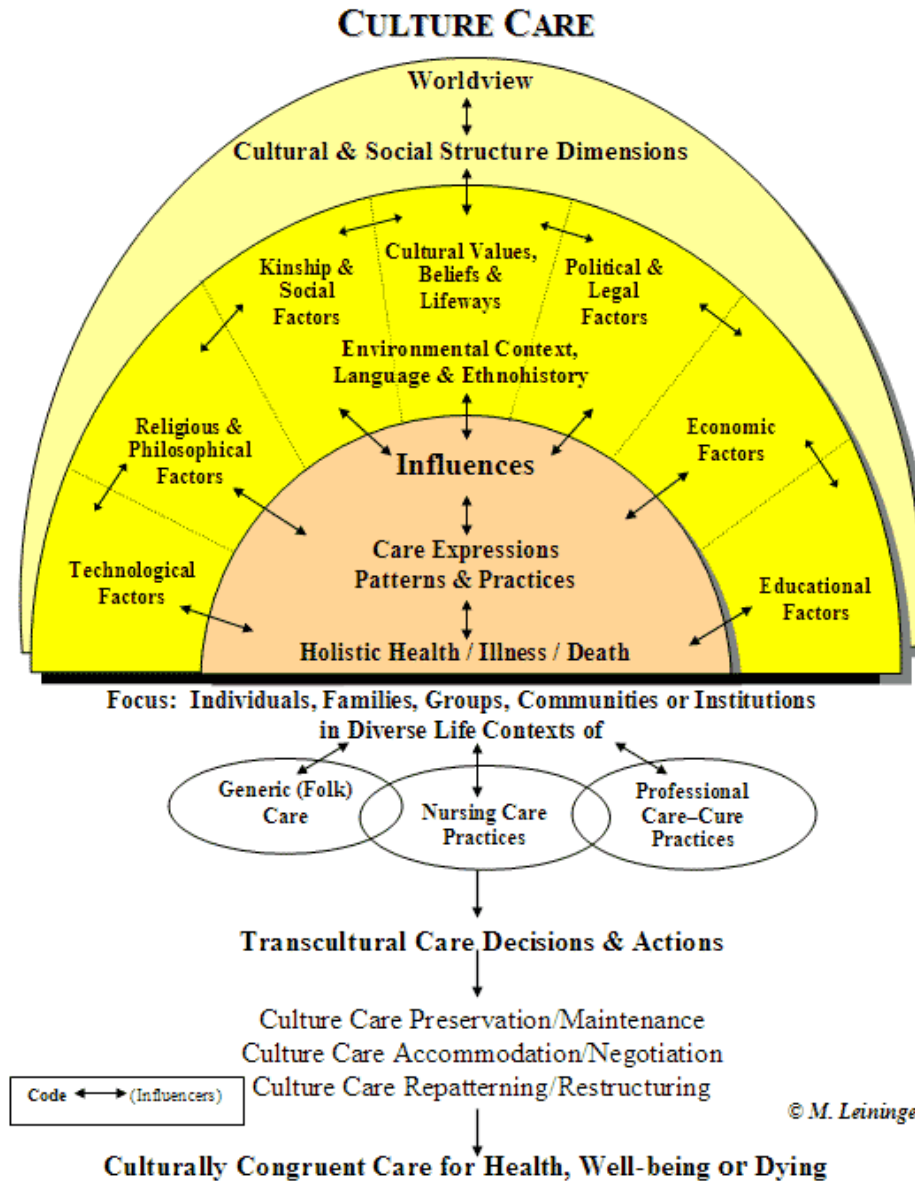 CULTURE CARE
Worldview
Cultural & Social Structure Dimensions
Kinship &
Social
Factors
Cultural Values,
Beliefs &
Lifeways
Political &
Legal
Factors
Environmental Context,
Language & Ethnohistory
Religious &
Philosophical
Factors
Economic
Factors
Technological
Factors
Educational
Factors
Influences
Care Expressions
Patterns & Practices
Holistic Health / Illness / Death
Focus: Individuals, Families, Groups, Communities or Institutions
in Diverse Life Contexts of
Generic (Folk)
Care
Nursing Care
Practices
Professional
Care–Cure
Practices
Transcultural Care Decisions & Actions
Culture Care Preservation/Maintenance
Culture Care Accommodation/Negotiation
Culture Care Repatterning/Restructuring
Code (Influencers)
© M. Leininge
Culturally Congruent Care for Health, Well-being or Dying